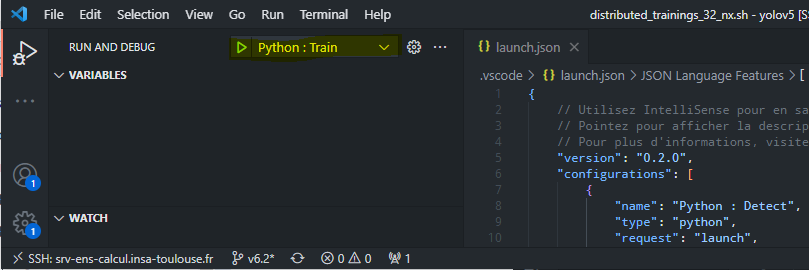 File Edit Selection View Go Run Terminal Help distributed_trainings_32_nx.sh - yolov5 [S
RUN AND DEBUG Python : Train launch.json
VARIABLES
.vscode > {} launch.json > JSON Language Features > [
1 {
2 // Utilisez IntelliSense pour en sa
3 // Pointez pour afficher la descrip
4 // Pour plus d'informations, visite
5 "version": "0.2.0",
6 "configurations": [
7 {
8 "name": "Python : Detect",
9 "type": "python",
10 "request": "launch",
1
1
WATCH
SSH: srv-ens-calcul.insa-toulouse.fr v6.2* 0 0 1